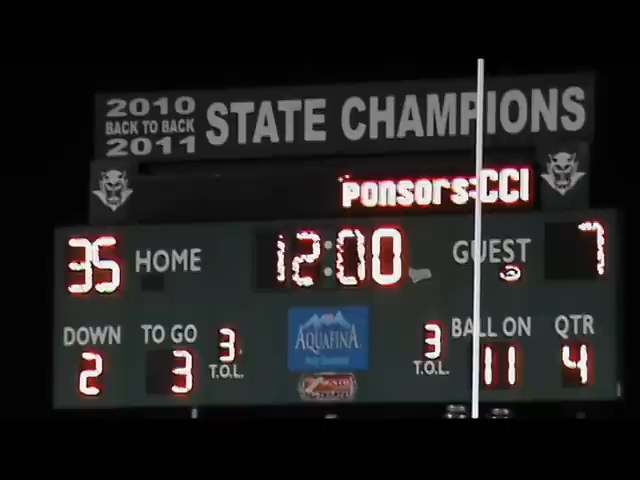 2010
BACK TO BACK
2011
STATE CHAMPIONS
PONSORS:CCI
35 HOME 12:00 GUEST 7
DOWN TO GO BALL ON QTR
2 3 3 T.O.L. 3 T.O.L. 11 4
AQUAFINA